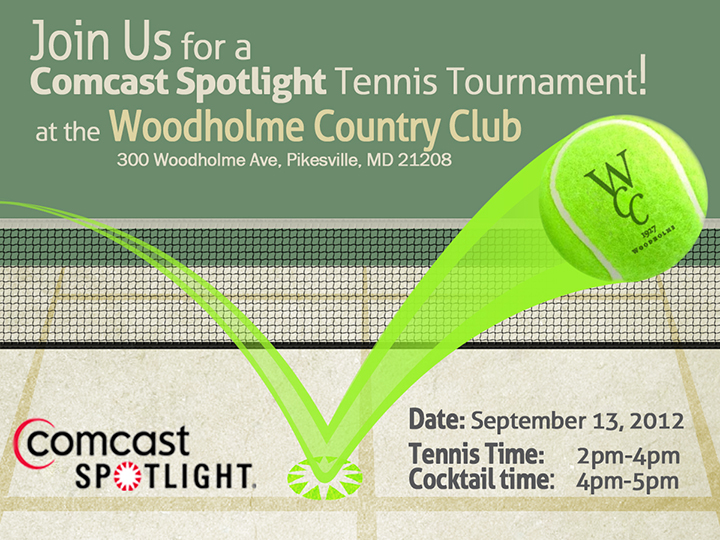 Join Us for a
Comcast Spotlight Tennis Tournament!
at the Woodholme Country Club
300 Woodholme Ave, Pikesville, MD 21208
WCC
1927
WOODHOLME
comcast
SPOTLIGHT®
Date: September 13, 2012
Tennis Time: 2pm-4pm
Cocktail time: 4pm-5pm